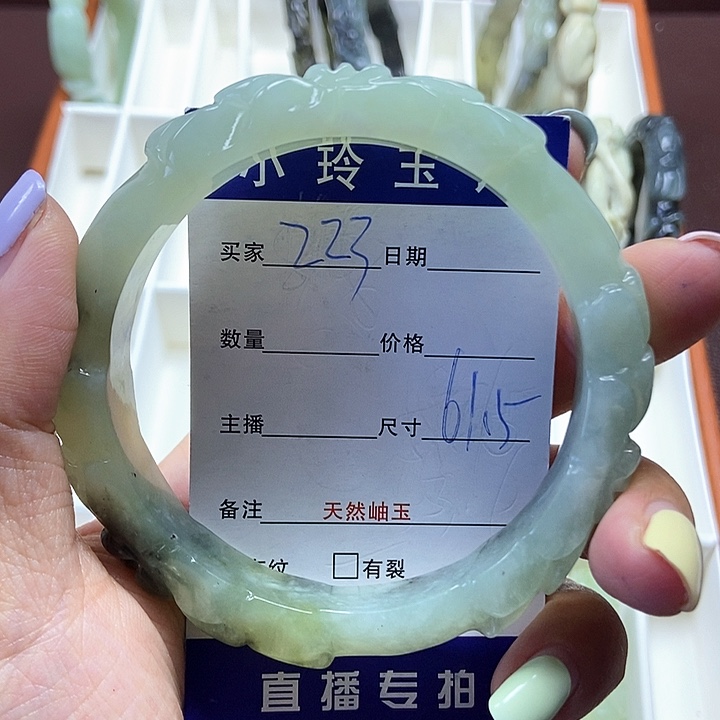 小玲玉
买家 223 日期
数量 价格
主播 尺寸 61.5
备注 天然岫玉
纹 □有裂
直播专拍